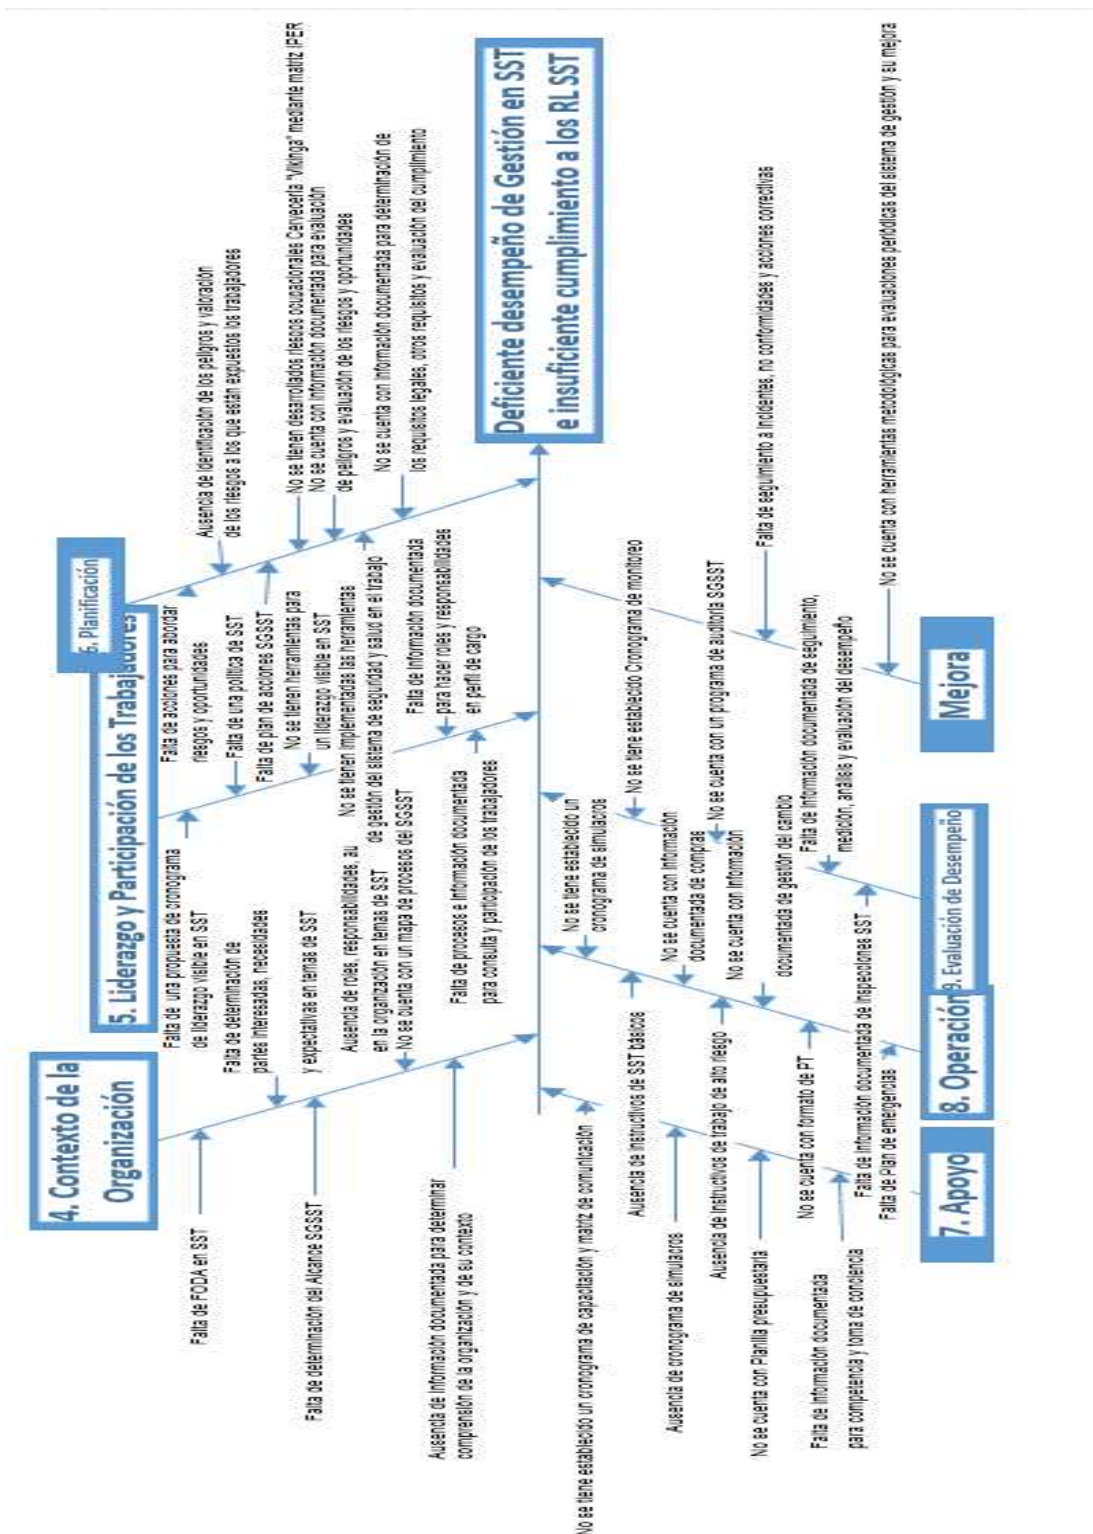 4. Contexto de la
Organización
Falta de FODA en SST
Falta de determinación de
partes interesadas, necesidades
y expectativas en temas de SST
Falta de determinación del Alcance SGSST
No se cuenta con un mapa de procesos del SGSST
Ausencia de Información documentada para determinar
comprensión de la organización y de su contexto
5. Liderazgo y Participación de los Trabajadores
Falta de una propuesta de cronograma
de liderazgo visible en SST
Falta de una política de SST
No se tienen herramientas para
un liderazgo visible en SST
Ausencia de roles, responsabilidades, au
en la organización en temas de SST
Falta de Información documentada
para hacer roles y responsabilidades
en perfil de cargo
Falta de procesos e Información documentada
para consulta y participación de los trabajadores
6. Planificación
Falta de acciones para abordar
riesgos y oportunidades
Ausencia de Identificación de los peligros y valoración
de los riesgos a los que están expuestos los trabajadores
Falta de plan de acciones SGSST
No se tienen desarrollados riesgos ocupacionales Cervecería "Vikinga" mediante matriz IPER
No se cuenta con Información documentada para evaluación
de peligros y evaluación de los riesgos y oportunidades
No se tienen Implementadas las herramientas
de gestión del sistema de seguridad y salud en el trabajo
No se cuenta con Información documentada para determinación de
los requisitos legales, otros requisitos y evaluación del cumplimiento
Deficiente desempeño de Gestión en SST
e insuficiente cumplimiento a los RL SST
No se tiene establecido un cronograma de capacitación y matriz de comunicación
Ausencia de cronograma de simulacros
No se cuenta con Planilla presupuestaria
Falta de Información documentada
para competencia y toma de conciencia
7. Apoyo
No se tiene establecido un
cronograma de simulacros
Ausencia de Instructivos de SST básicos
No se cuenta con Información
documentada de compras
Ausencia de Instructivos de trabajo de alto riesgo
No se cuenta con Información
documentada de gestión del cambio
No se cuenta con formato de PT
Falta de Plan de emergencias
8. Operación
No se tiene establecido Cronograma de monitoreo
No se cuenta con un programa de auditoría SGSST
Falta de Información documentada de seguimiento,
medición, análisis y evaluación del desempeño
Falta de Información documentada de Inspecciones SST
9. Evaluación de Desempeño
Falta de seguimiento a Incidentes, no conformidades y acciones correctivas
No se cuenta con herramientas metodológicas para evaluaciones periódicas del sistema de gestión y su mejora
Mejora